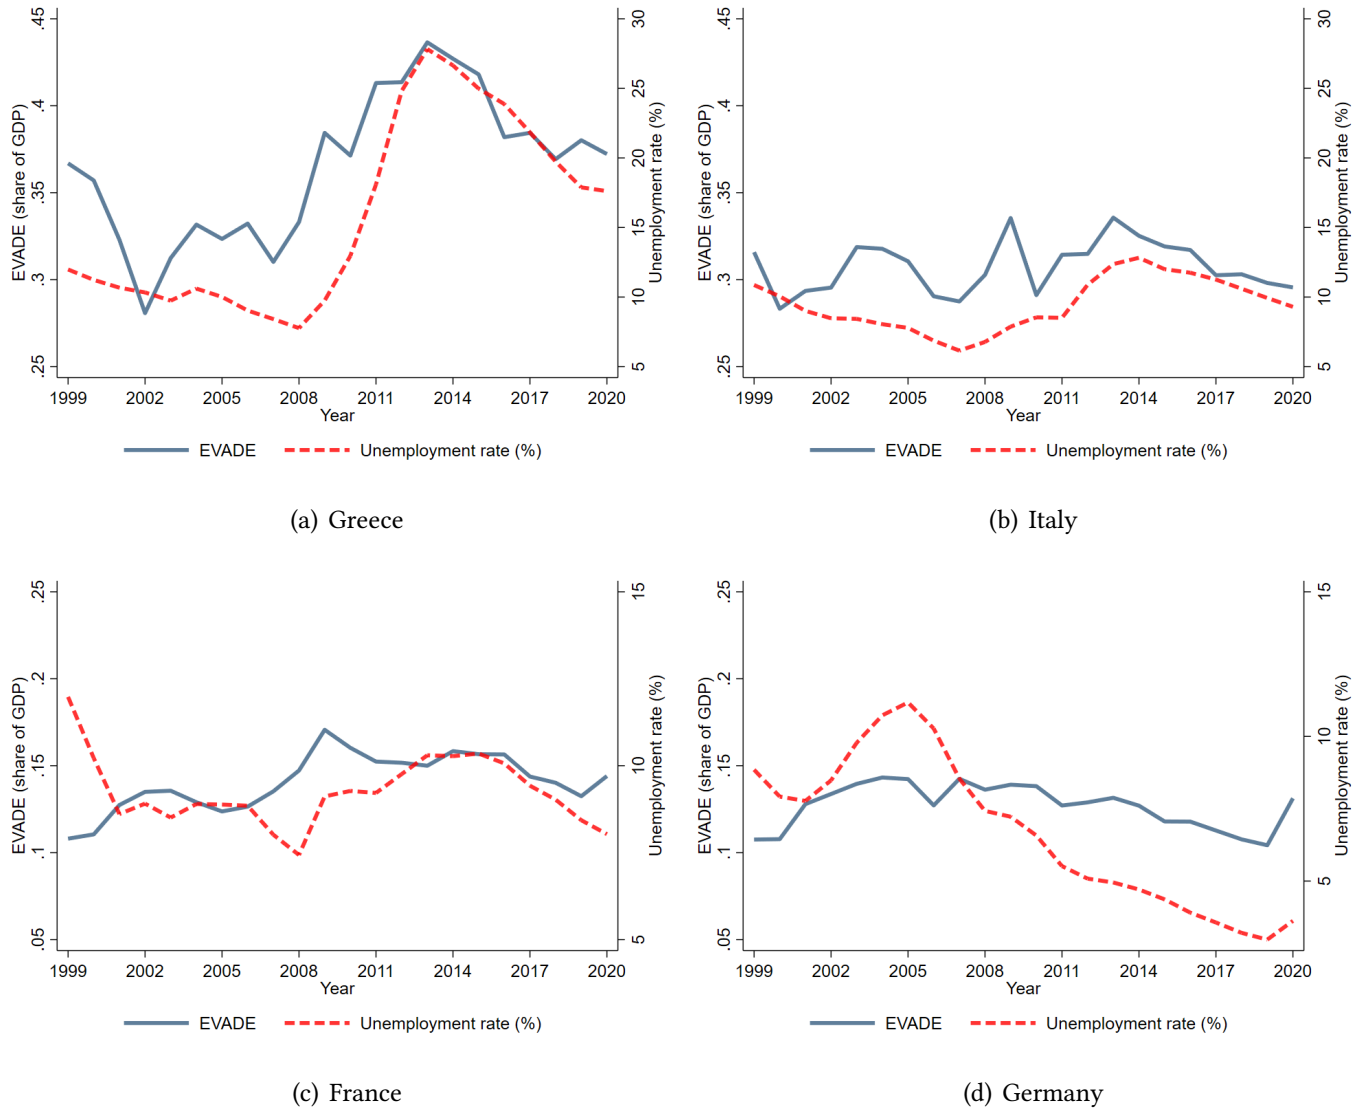 .45
.4
.35
.3
.25
EVADE (share of GDP)
30
25
20
15
10
5
Unemployment rate (%)
1999 2002 2005 2008 2011 2014 2017 2020
Year
EVADE Unemployment rate (%)
(a) Greece
.45
.4
.35
.3
.25
EVADE (share of GDP)
30
25
20
15
10
5
Unemployment rate (%)
1999 2002 2005 2008 2011 2014 2017 2020
Year
EVADE Unemployment rate (%)
(b) Italy
.25
.2
.15
.1
.05
EVADE (share of GDP)
15
10
5
Unemployment rate (%)
1999 2002 2005 2008 2011 2014 2017 2020
Year
EVADE Unemployment rate (%)
(c) France
.25
.2
.15
.1
.05
EVADE (share of GDP)
15
10
5
Unemployment rate (%)
1999 2002 2005 2008 2011 2014 2017 2020
Year
EVADE Unemployment rate (%)
(d) Germany